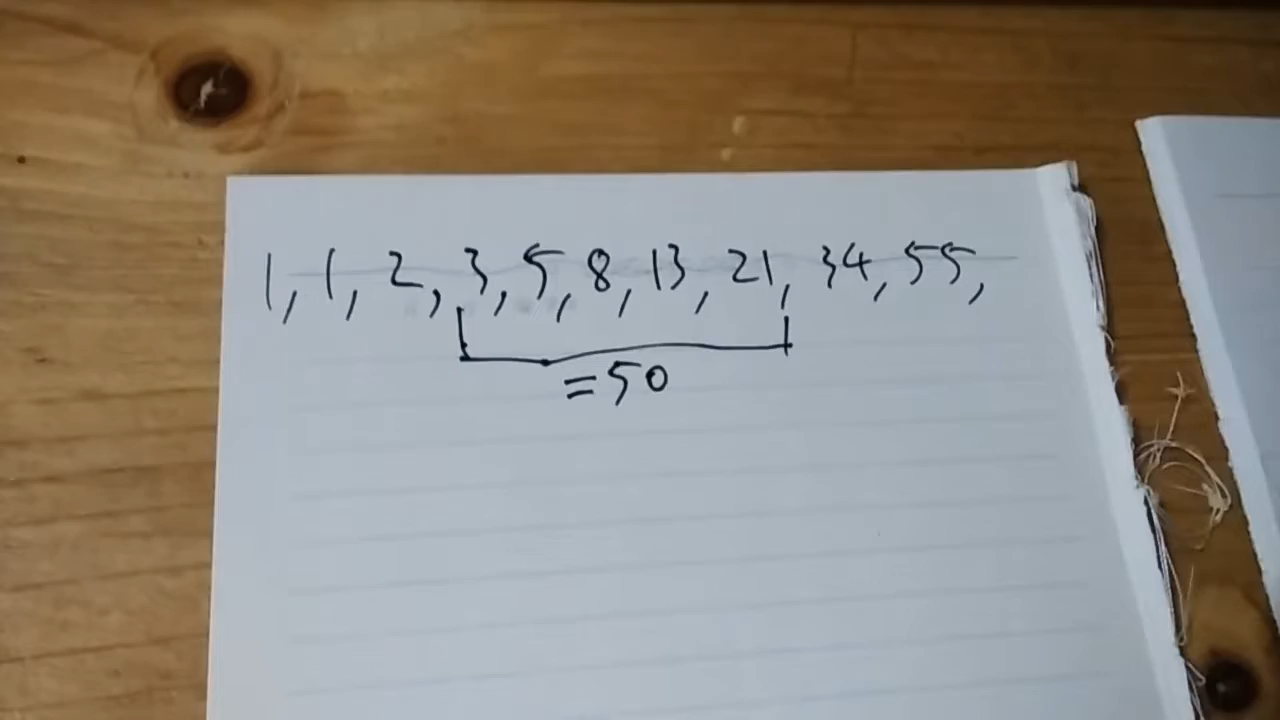 1, 1, 2, 3, 5, 8, 13, 21, 34, 55,
=50